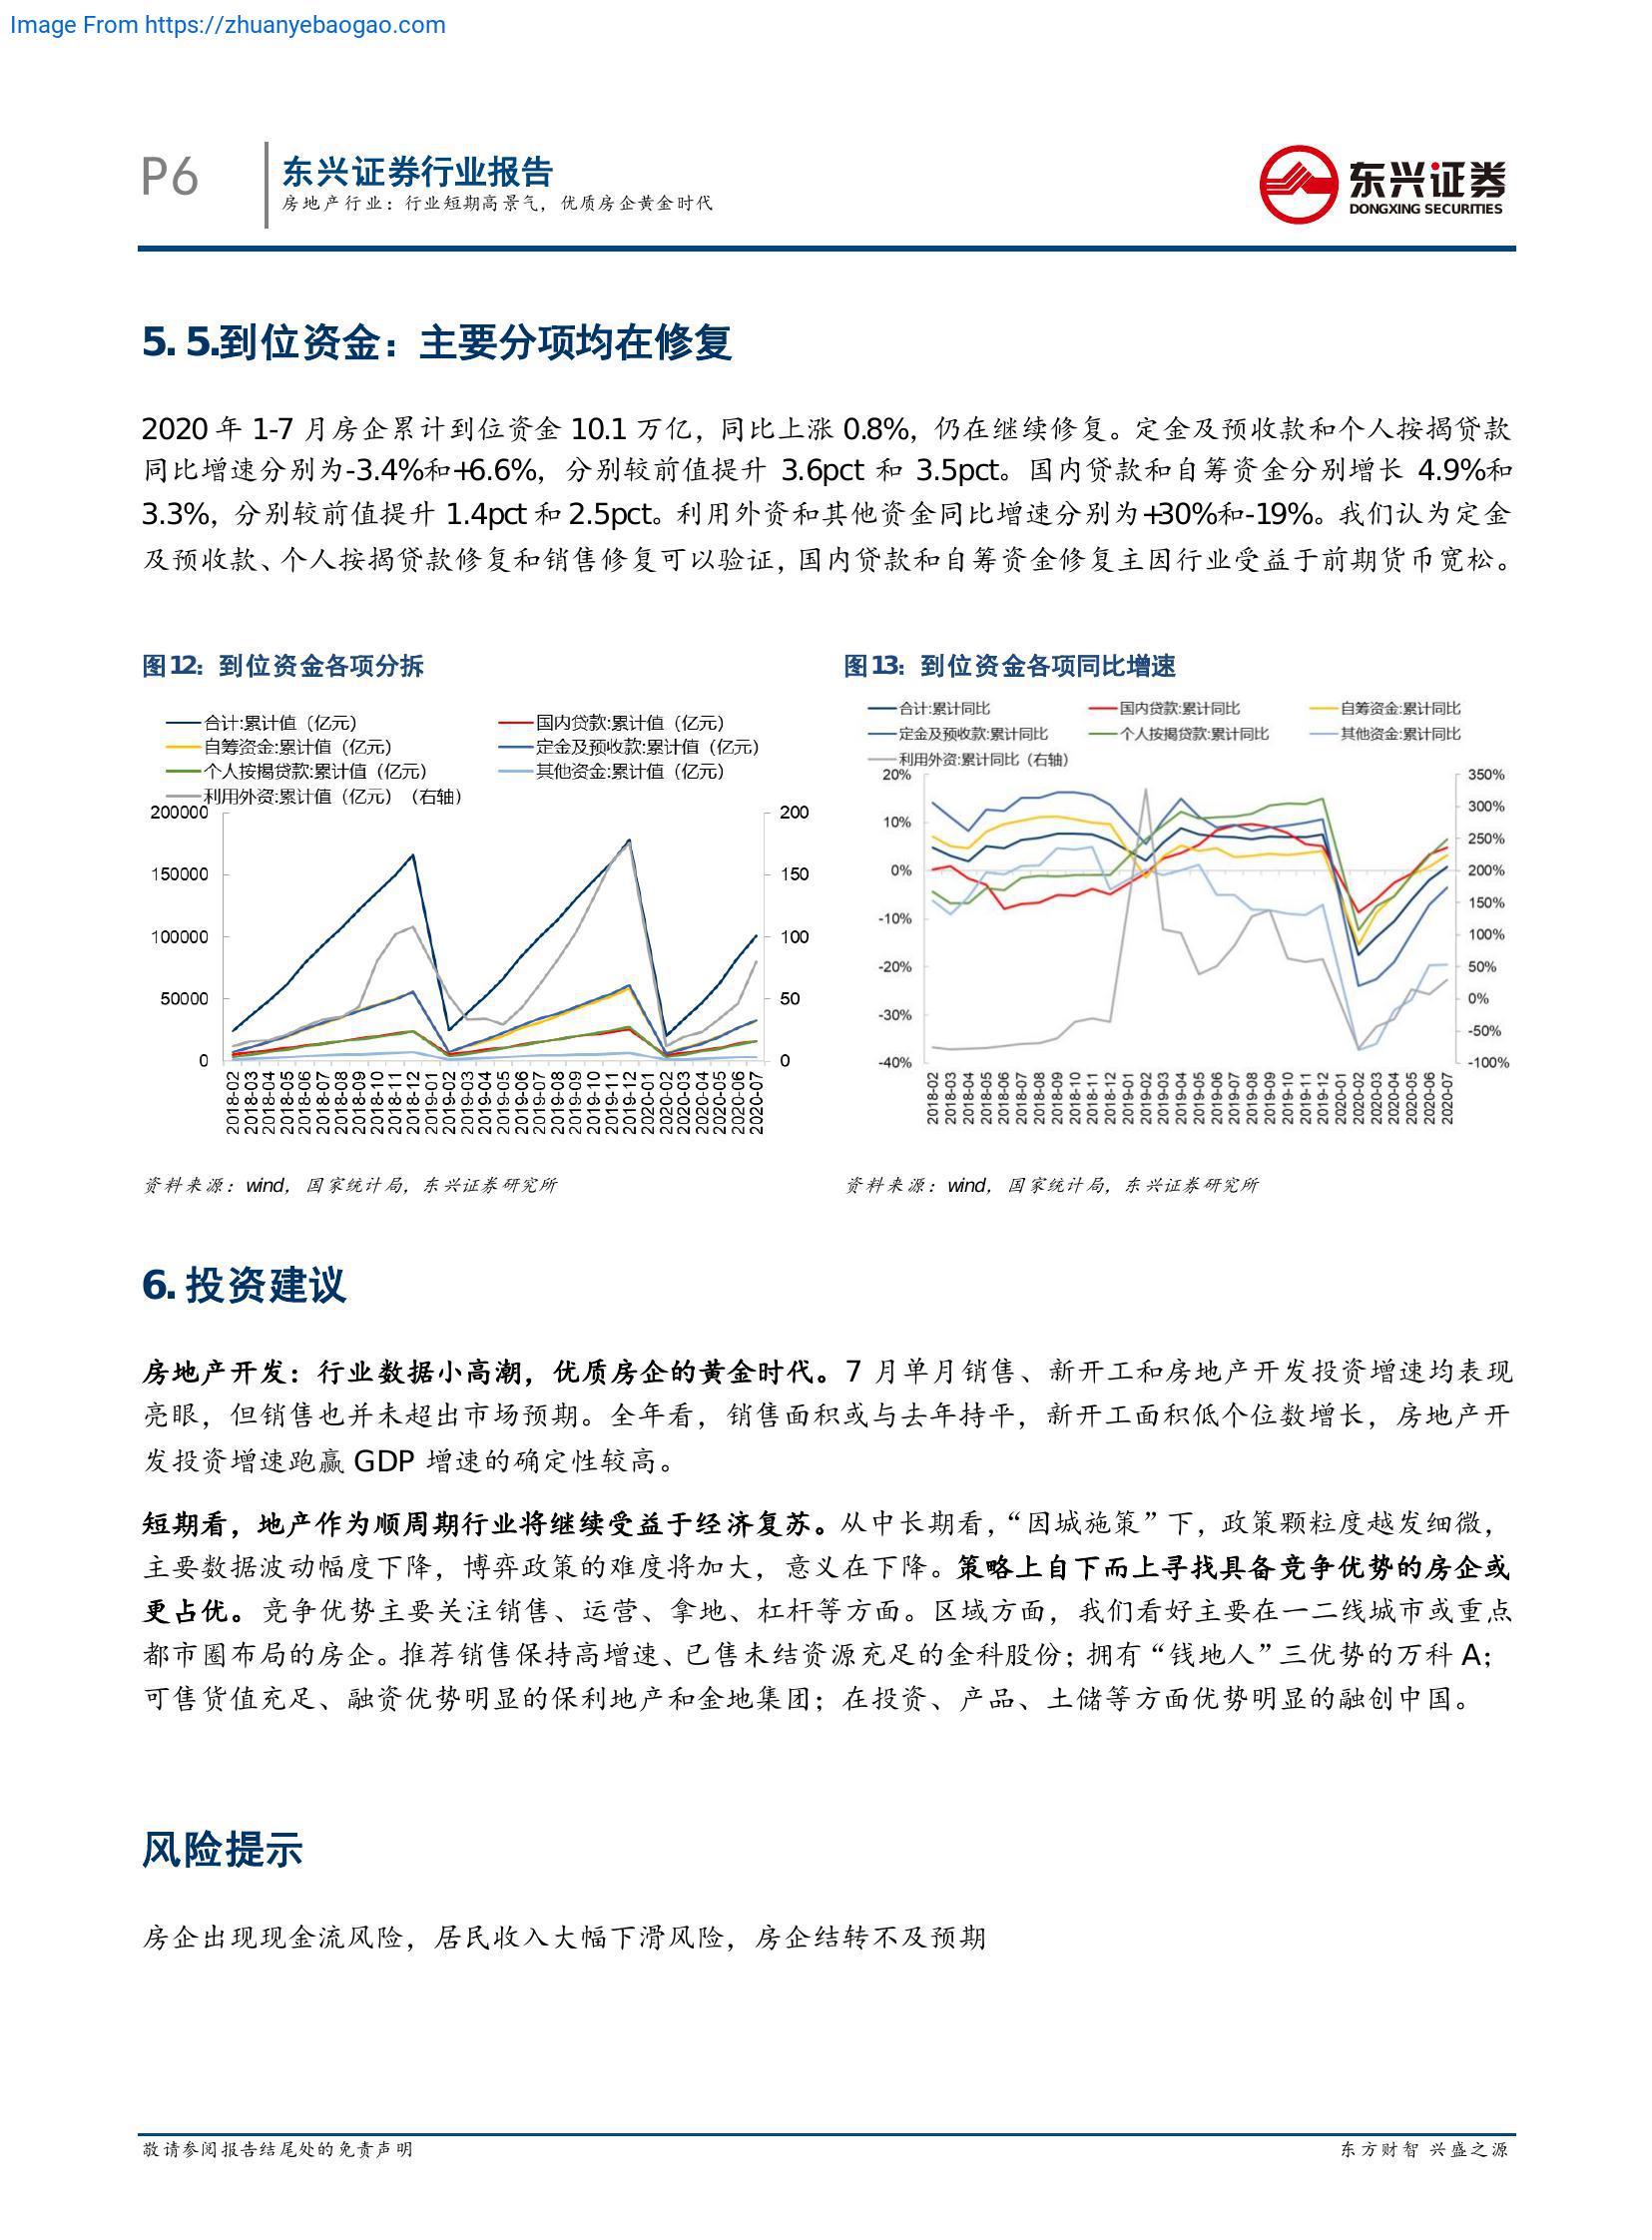 Image From https://zhuanyebaogao.com
P6
东兴证券行业报告
房地产行业：行业短期高景气，优质房企黄金时代
东兴证券
DONGXING SECURITIES
5. 5.到位资金：主要分项均在修复
2020 年 1-7 月房企累计到位资金 10.1 万亿，同比上涨 0.8%，仍在继续修复。定金及预收款和个人按揭贷款
同比增速分别为-3.4%和+6.6%，分别较前值提升 3.6pct 和 3.5pct。国内贷款和自筹资金分别增长 4.9%和
3.3%，分别较前值提升 1.4pct 和 2.5pct。利用外资和其他资金同比增速分别为+30%和-19%。我们认为定金
及预收款、个人按揭贷款修复和销售修复可以验证，国内贷款和自筹资金修复主因行业受益于前期货币宽松。
图12：到位资金各项分拆
合计:累计值（亿元） 国内贷款:累计值（亿元）
自筹资金:累计值（亿元） 定金及预收款:累计值（亿元）
个人按揭贷款:累计值（亿元） 其他资金:累计值（亿元）
利用外资:累计值（亿元）（右轴）
200000 200
150000 150
100000 100
50000 50
0 0
2018-02 2018-03 2018-04 2018-05 2018-06 2018-07 2018-08 2018-09 2018-10 2018-11 2018-12 2019-01 2019-02 2019-03 2019-04 2019-05 2019-06 2019-07 2019-08 2019-09 2019-10 2019-11 2019-12 2020-01 2020-02 2020-03 2020-04 2020-05 2020-06 2020-07
资料来源：wind，国家统计局，东兴证券研究所
图13：到位资金各项同比增速
合计:累计同比 国内贷款:累计同比 自筹资金:累计同比
定金及预收款:累计同比 个人按揭贷款:累计同比 其他资金:累计同比
利用外资:累计同比（右轴）
20% 350%
300%
10% 250%
0% 200%
150%
-10% 100%
-20% 50%
0%
-30% -50%
-40% -100%
2018-02 2018-03 2018-04 2018-05 2018-06 2018-07 2018-08 2018-09 2018-10 2018-11 2018-12 2019-01 2019-02 2019-03 2019-04 2019-05 2019-06 2019-07 2019-08 2019-09 2019-10 2019-11 2019-12 2020-01 2020-02 2020-03 2020-04 2020-05 2020-06 2020-07
资料来源：wind，国家统计局，东兴证券研究所
6. 投资建议
房地产开发：行业数据小高潮，优质房企的黄金时代。7 月单月销售、新开工和房地产开发投资增速均表现
亮眼，但销售也并未超出市场预期。全年看，销售面积或与去年持平，新开工面积低个位数增长，房地产开
发投资增速跑赢 GDP 增速的确定性较高。
短期看，地产作为顺周期行业将继续受益于经济复苏。从中长期看，“因城施策”下，政策颗粒度越发细微，
主要数据波动幅度下降，博弈政策的难度将加大，意义在下降。策略上自下而上寻找具备竞争优势的房企或
更占优。竞争优势主要关注销售、运营、拿地、杠杆等方面。区域方面，我们看好主要在一二线城市或重点
都市圈布局的房企。推荐销售保持高增速、已售未结资源充足的金科股份；拥有“钱地人”三优势的万科 A；
可售货值充足、融资优势明显的保利地产和金地集团；在投资、产品、土储等方面优势明显的融创中国。
风险提示
房企出现现金流风险，居民收入大幅下滑风险，房企结转不及预期
敬请参阅报告结尾处的免责声明
东方财智 兴盛之源